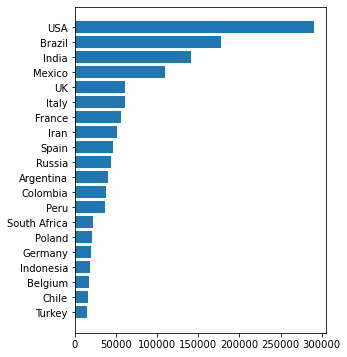 USA
Brazil
India
Mexico
UK
Italy
France
Iran
Spain
Russia
Argentina
Colombia
Peru
South Africa
Poland
Germany
Indonesia
Belgium
Chile
Turkey
0 50000 100000 150000 200000 250000 300000